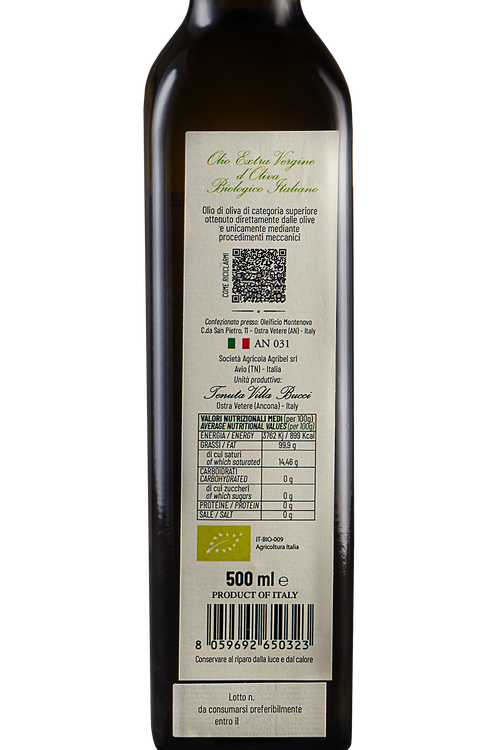 Olio Extra Vergine
d'Oliva
Biologico Italiano
Olio di oliva di categoria superiore
ottenuto direttamente dalle olive
e unicamente mediante
procedimenti meccanici
COME RICICLARMI
Confezionato presso: Oleificio Montenovo
C.da San Pietro, 11 - Ostra Vetere (AN) - Italy
AN 031
Società Agricola Agribel srl
Avio (TN) - Italia
Unità produttiva:
Tenuta Villa Bucci
Ostra Vetere (Ancona) - Italy
VALORI NUTRIZIONALI MEDI (per 100g)
AVERAGE NUTRITIONAL VALUES (per 100g)
ENERGIA / ENERGY 3762 Kj / 899 Kcal
GRASSI / FAT 99,9 g
di cui saturi
of which saturated 14,46 g
CARBOIDRATI
CARBOHYDRATED 0 g
di cui zuccheri
of which sugars 0 g
PROTEINE / PROTEIN 0 g
SALE / SALT 0 g
IT-BIO-009
Agricoltura Italia
500 ml e
PRODUCT OF ITALY
8 059692 650323
Conservare al riparo dalla luce e dal calore
Lotto n.
da consumarsi preferibilmente
entro il